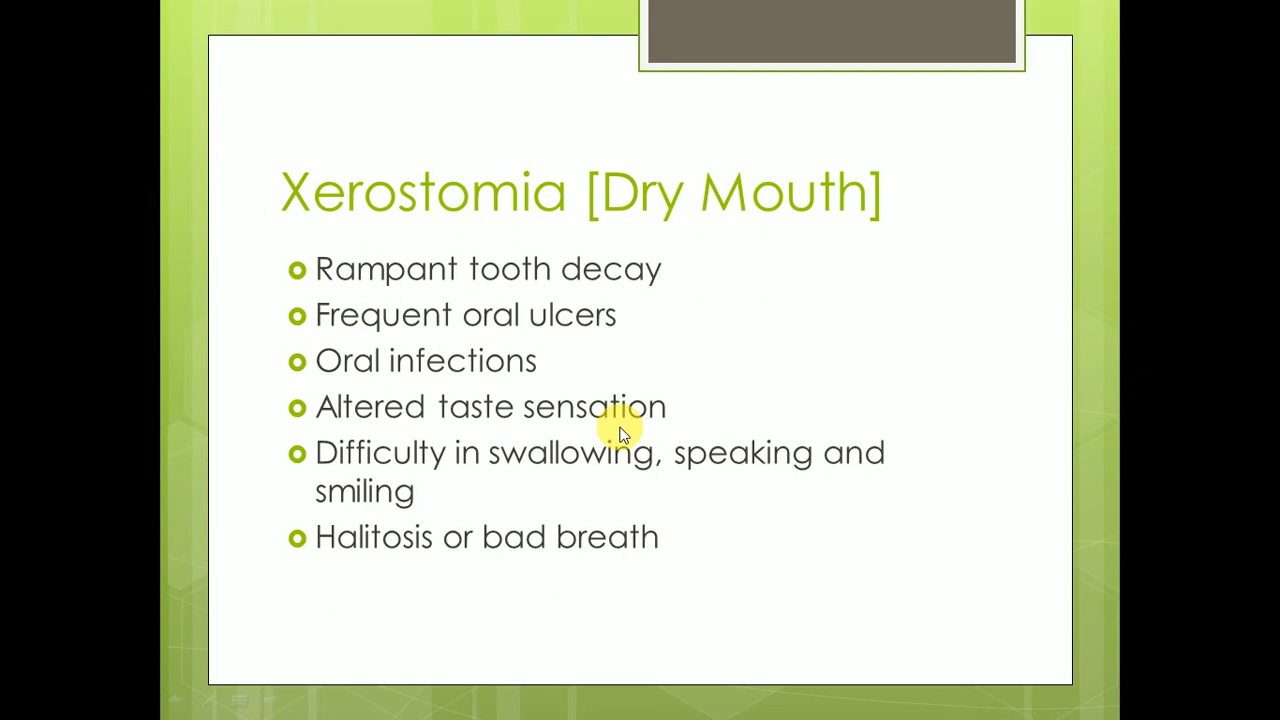 Xerostomia [Dry Mouth]
Rampant tooth decay
Frequent oral ulcers
Oral infections
Altered taste sensation
Difficulty in swallowing, speaking and
smiling
Halitosis or bad breath